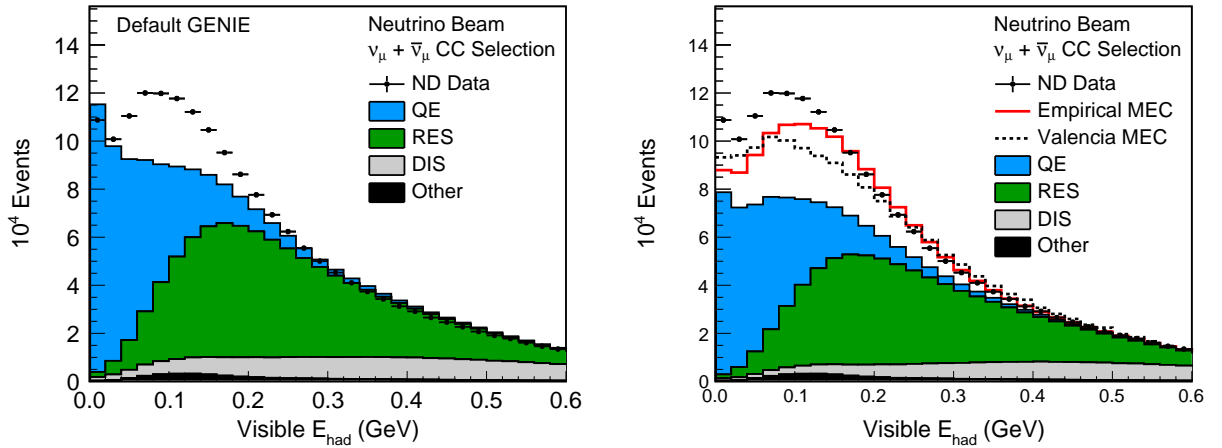 Default GENIE
Neutrino Beam
νμ + ν̄μ CC Selection
ND Data
QE
RES
DIS
Other
10⁴ Events
14
12
10
8
6
4
2
0
0.0 0.1 0.2 0.3 0.4 0.5 0.6
Visible E_had (GeV)
Neutrino Beam
νμ + ν̄μ CC Selection
ND Data
Empirical MEC
Valencia MEC
QE
RES
DIS
Other
10⁴ Events
14
12
10
8
6
4
2
0
0.0 0.1 0.2 0.3 0.4 0.5 0.6
Visible E_had (GeV)